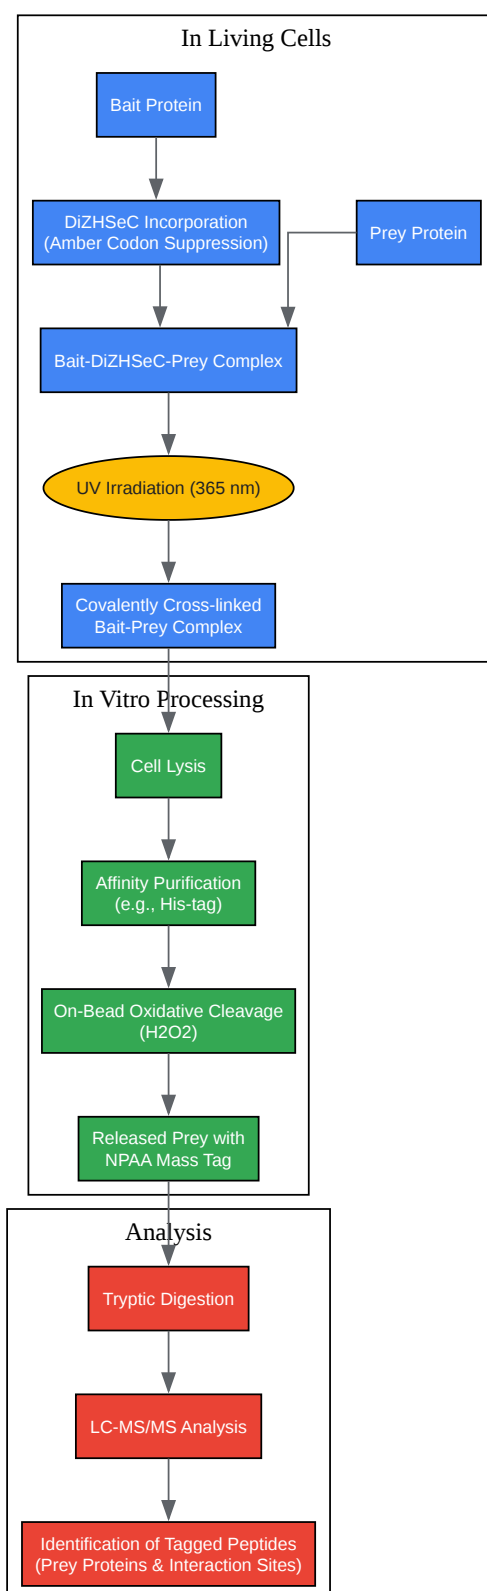 In Living Cells
Bait Protein
DiZHSeC Incorporation
(Amber Codon Suppression)
Prey Protein
Bait-DiZHSeC-Prey Complex
UV Irradiation (365 nm)
Covalently Cross-linked
Bait-Prey Complex
In Vitro Processing
Cell Lysis
Affinity Purification
(e.g., His-tag)
On-Bead Oxidative Cleavage
(H2O2)
Released Prey with
NPAA Mass Tag
Analysis
Tryptic Digestion
LC-MS/MS Analysis
Identification of Tagged Peptides
(Prey Proteins & Interaction Sites)